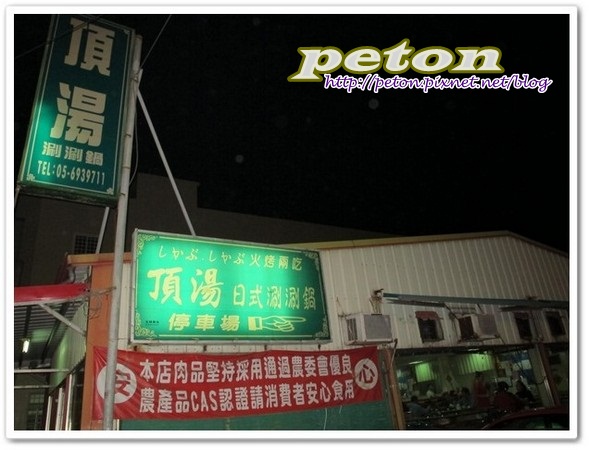 頂湯
涮涮鍋
TEL:05-6939711
peton
http://peton.pixnet.net/blog
しかぶ.しかぶ火烤兩吃
頂湯日式涮涮鍋
停車場
安心
本店肉品堅持採用通過農委會優良
農產品CAS認證請消費者安心食用